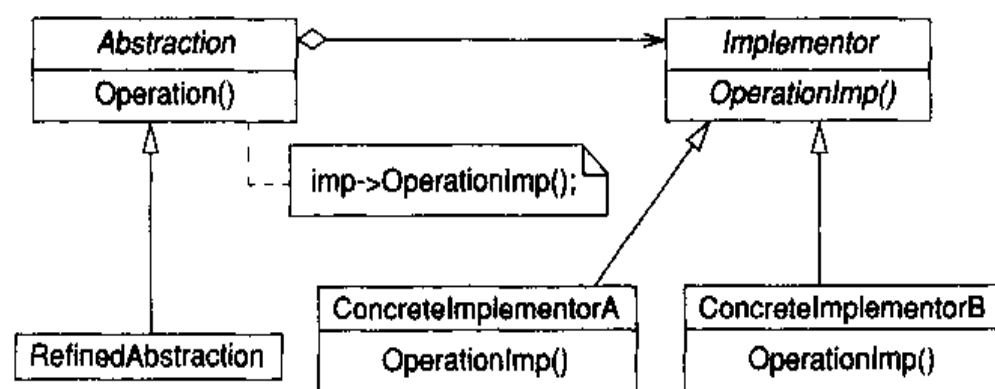 Abstraction
Operation()
Implementor
OperationImp()
imp->OperationImp();
RefinedAbstraction
ConcreteImplementorA
OperationImp()
ConcreteImplementorB
OperationImp()